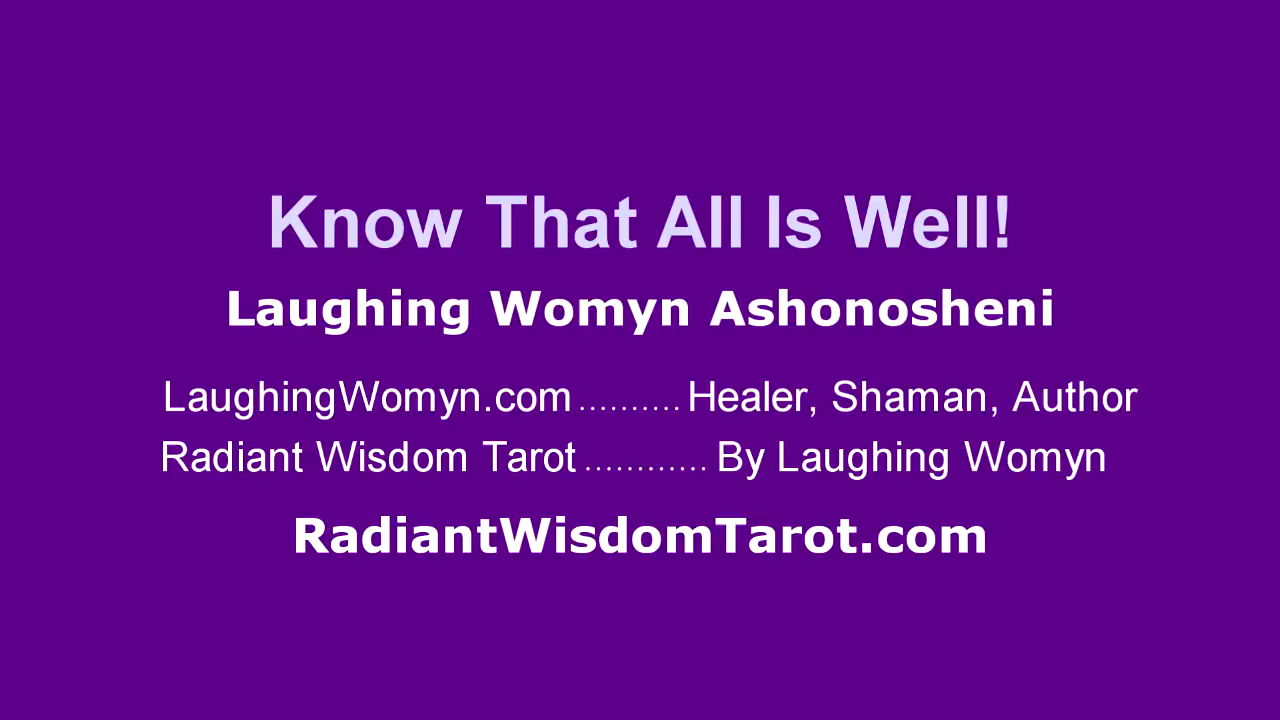 Know That All Is Well!
Laughing Womyn Ashonosheni
LaughingWomyn.com .......... Healer, Shaman, Author
Radiant Wisdom Tarot ............ By Laughing Womyn
RadiantWisdomTarot.com